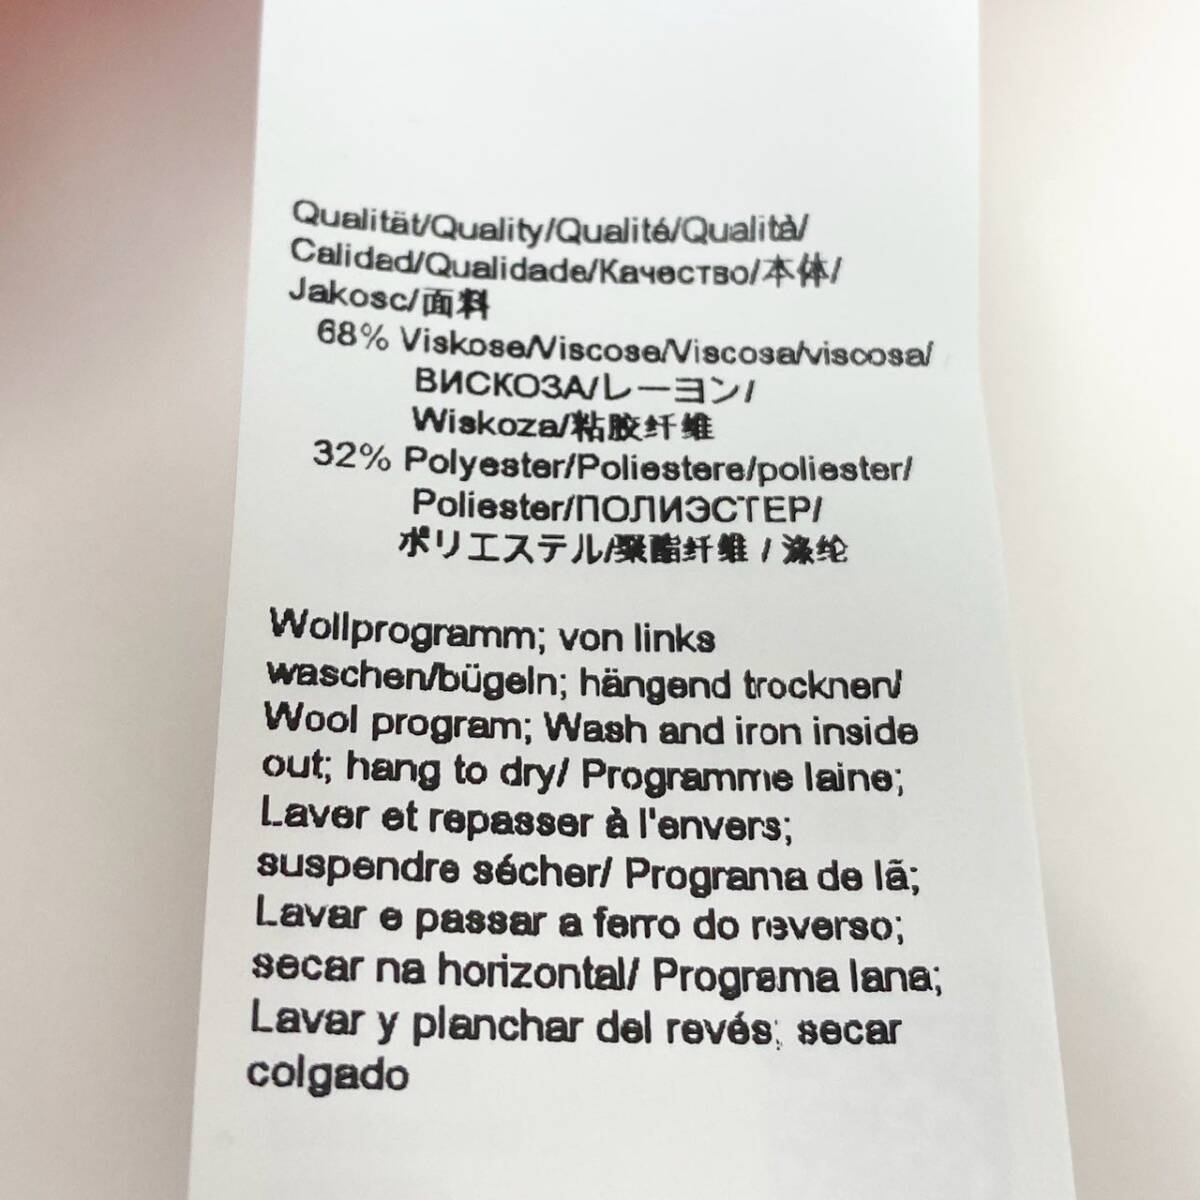 Qualität/Quality/Qualité/Qualità/
Calidad/Qualidade/Качество/本体/
Jakosc/面料
68% Viskose/Viscose/Viscosa/viscosa/
ВИСКОЗА/レーヨン/
Wiskoza/粘胶纤维
32% Polyester/Poliestere/poliester/
Poliester/ПОЛИЭСТЕР/
ポリエステル/聚酯纤维 / 涤纶
Wollprogramm; von links
waschen/bügeln; hängend trocknen/
Wool program; Wash and iron inside
out; hang to dry/ Programme laine;
Laver et repasser à l'envers;
suspendre sécher/ Programa de lã;
Lavar e passar a ferro do reverso;
secar na horizontal/ Programa lana;
Lavar y planchar del revés; secar
colgado